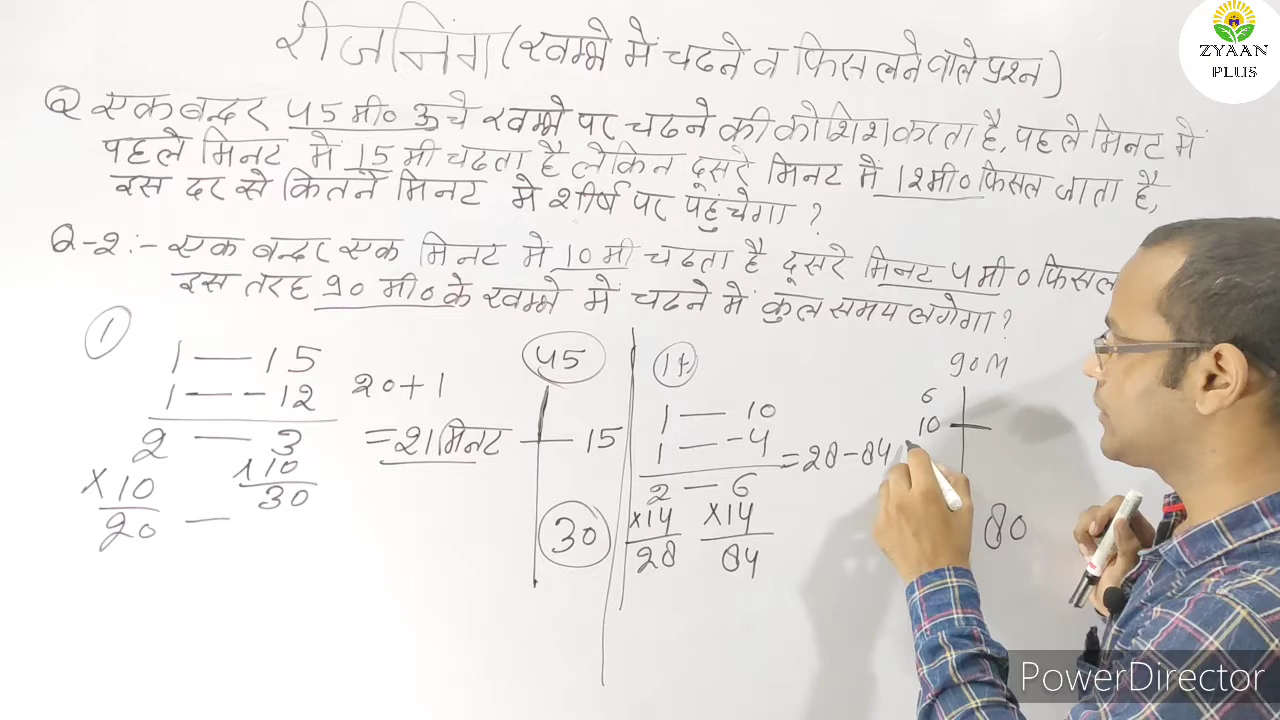 रीजनिंग (खम्भे में चढने व फिसलने वाले प्रश्न)
ZYAAN
PLUS
Q एक बन्दर 45 मी० ऊचे खम्भे पर चढने की कोशिश करता है, पहले मिनट में
पहले मिनट में 15 मी चढता है लेकिन दूसरे मिनट में 12मी० फिसल जाता है,
इस दर से कितने मिनट में शीर्ष पर पहुंचेगा ?
Q-2:- एक बन्दर एक मिनट में 10 मी चढता है दूसरे मिनट 4 मी० फिसल
इस तरह 90 मी० के खम्भे में चढने में कुल समय लगेगा ?
1
1 — 15
1 — -12
2 — 3
×10 ×10
20 — 30
20+1
=21 मिनट
45
15
30
1 — 10
1 — -4
2 — 6
×14 ×14
28 84
=28-84
90M
6
10
80
PowerDirector